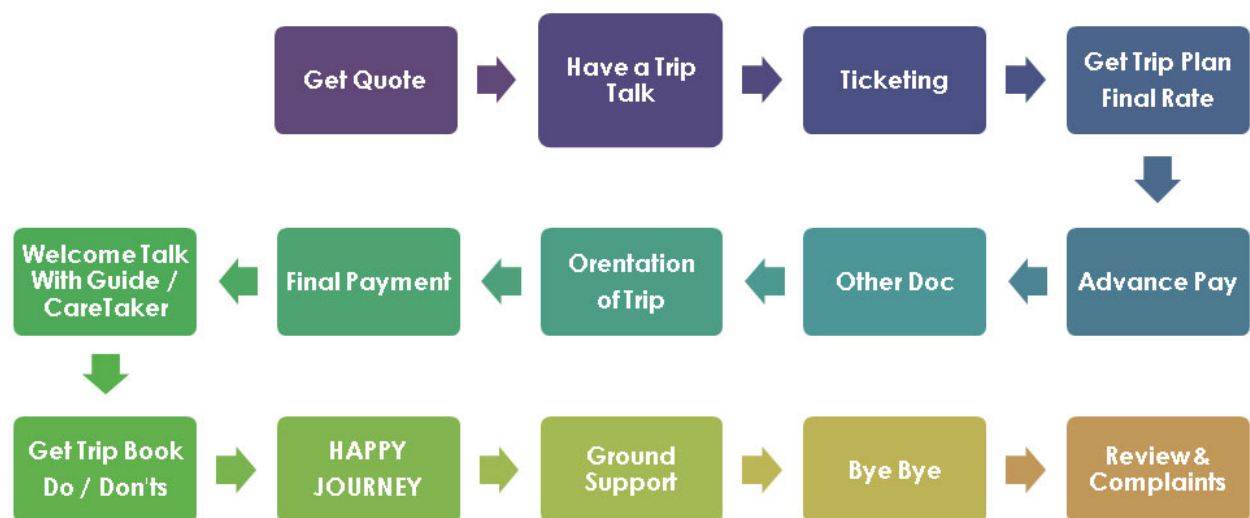 Get Quote
Have a Trip
Talk
Ticketing
Get Trip Plan
Final Rate
Advance Pay
Other Doc
Orentation
of Trip
Final Payment
Welcome Talk
With Guide /
CareTaker
Get Trip Book
Do / Don'ts
HAPPY
JOURNEY
Ground
Support
Bye Bye
Review &
Complaints